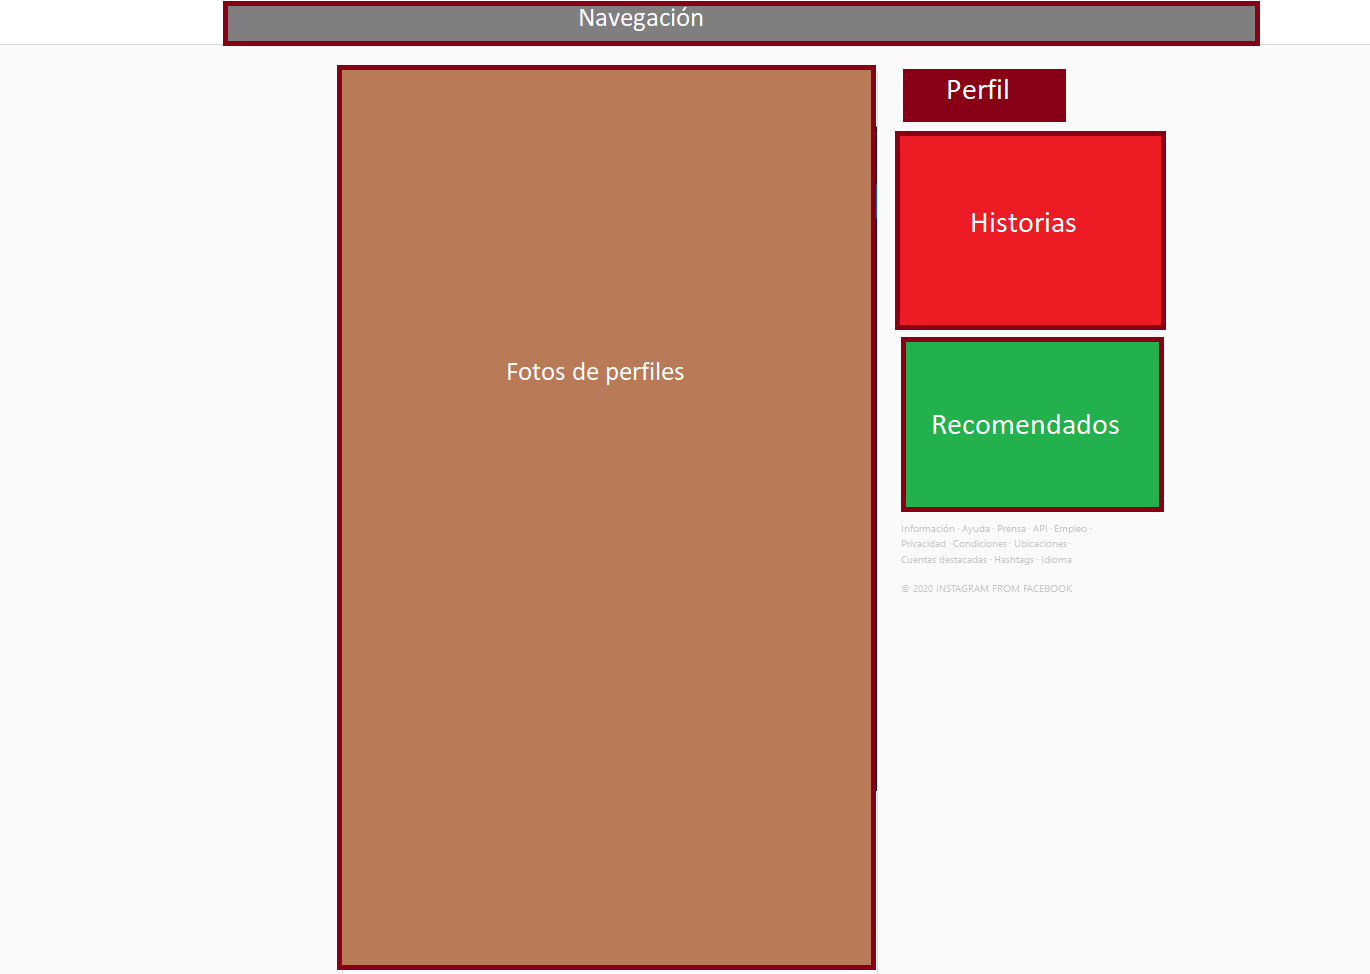 Navegación
Fotos de perfiles
Perfil
Historias
Recomendados
Información · Ayuda · Prensa · API · Empleo ·
Privacidad · Condiciones · Ubicaciones ·
Cuentas destacadas · Hashtags · Idioma
© 2020 INSTAGRAM FROM FACEBOOK